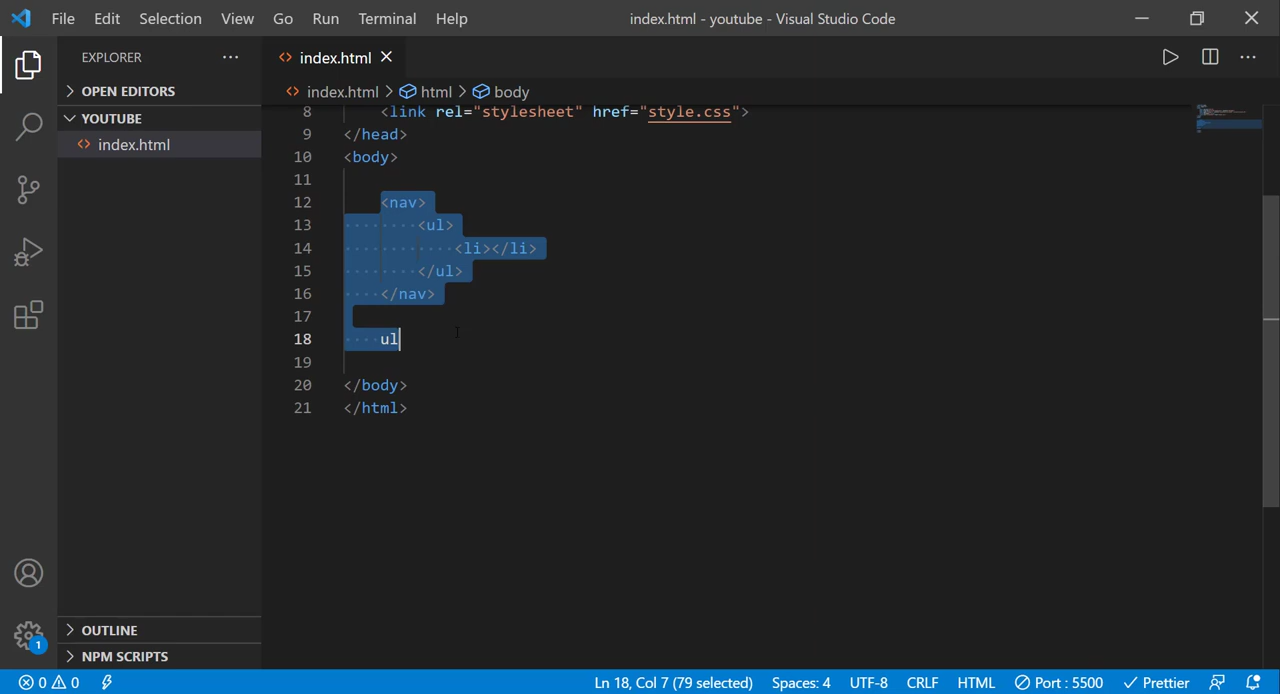 File Edit Selection View Go Run Terminal Help index.html - youtube - Visual Studio Code
EXPLORER
index.html
OPEN EDITORS
index.html html body
YOUTUBE
index.html
8 <link rel="stylesheet" href="style.css">
9 </head>
10 <body>
11
12 <nav>
13 <ul>
14 <li></li>
15 </ul>
16 </nav>
17
18 ul
19
20 </body>
21 </html>
OUTLINE
1
NPM SCRIPTS
0 0 Ln 18, Col 7 (79 selected) Spaces: 4 UTF-8 CRLF HTML Port : 5500 Prettier